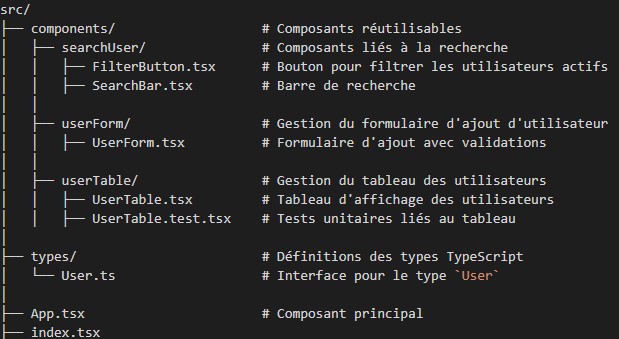 src/
├── components/                   # Composants réutilisables
│   ├── searchUser/               # Composants liés à la recherche
│   │   ├── FilterButton.tsx      # Bouton pour filtrer les utilisateurs actifs
│   │   ├── SearchBar.tsx         # Barre de recherche
│   │
│   ├── userForm/                 # Gestion du formulaire d'ajout d'utilisateur
│   │   ├── UserForm.tsx          # Formulaire d'ajout avec validations
│   │
│   ├── userTable/                # Gestion du tableau des utilisateurs
│   │   ├── UserTable.tsx         # Tableau d'affichage des utilisateurs
│   │   ├── UserTable.test.tsx    # Tests unitaires liés au tableau
│
├── types/                        # Définitions des types TypeScript
│   └── User.ts                   # Interface pour le type `User`
│
├── App.tsx                       # Composant principal
├── index.tsx